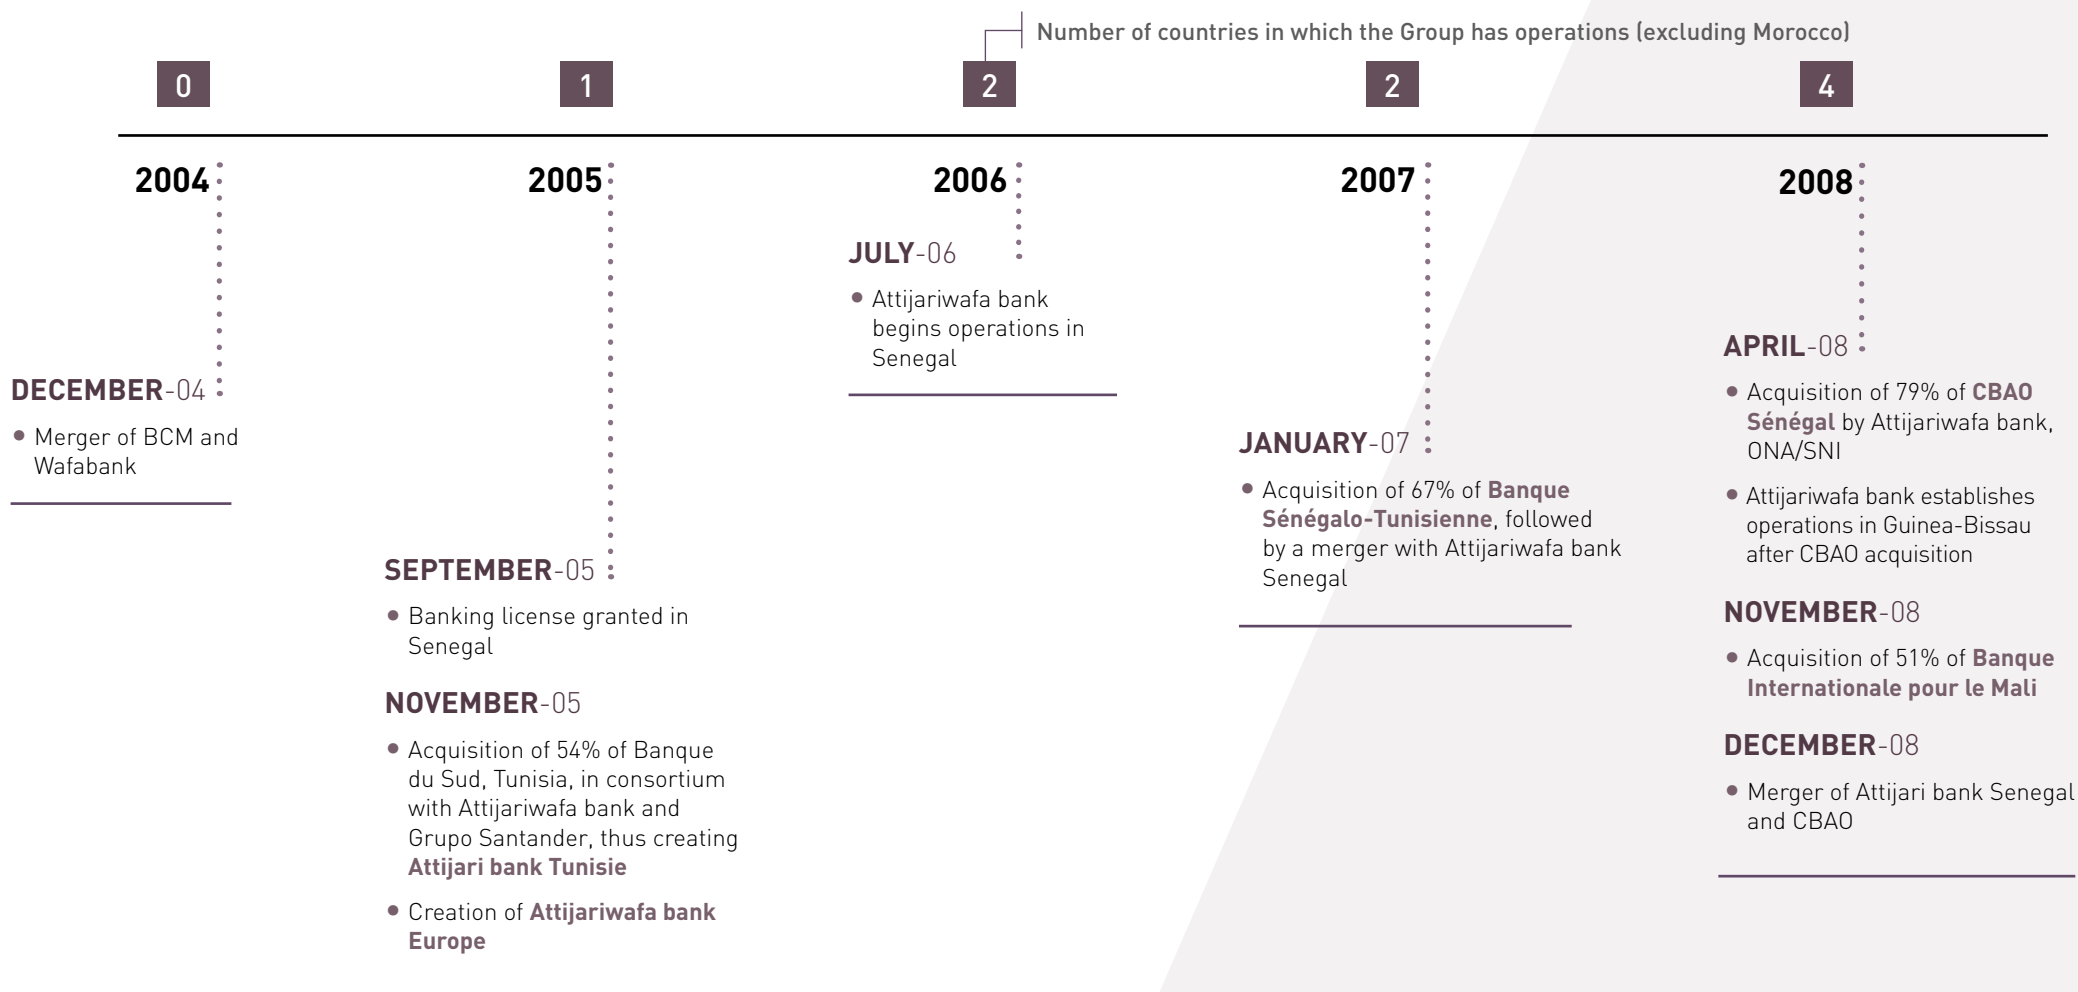 Number of countries in which the Group has operations (excluding Morocco)
0
1
2
2
4
2004
2005
2006
2007
2008
DECEMBER-04
• Merger of BCM and
Wafabank
SEPTEMBER-05
• Banking license granted in
Senegal
NOVEMBER-05
• Acquisition of 54% of Banque
du Sud, Tunisia, in consortium
with Attijariwafa bank and
Grupo Santander, thus creating
Attijari bank Tunisie
• Creation of Attijariwafa bank
Europe
JULY-06
• Attijariwafa bank
begins operations in
Senegal
JANUARY-07
• Acquisition of 67% of Banque
Sénégalo-Tunisienne, followed
by a merger with Attijariwafa bank
Senegal
APRIL-08
• Acquisition of 79% of CBAO
Sénégal by Attijariwafa bank,
ONA/SNI
• Attijariwafa bank establishes
operations in Guinea-Bissau
after CBAO acquisition
NOVEMBER-08
• Acquisition of 51% of Banque
Internationale pour le Mali
DECEMBER-08
• Merger of Attijari bank Senegal
and CBAO